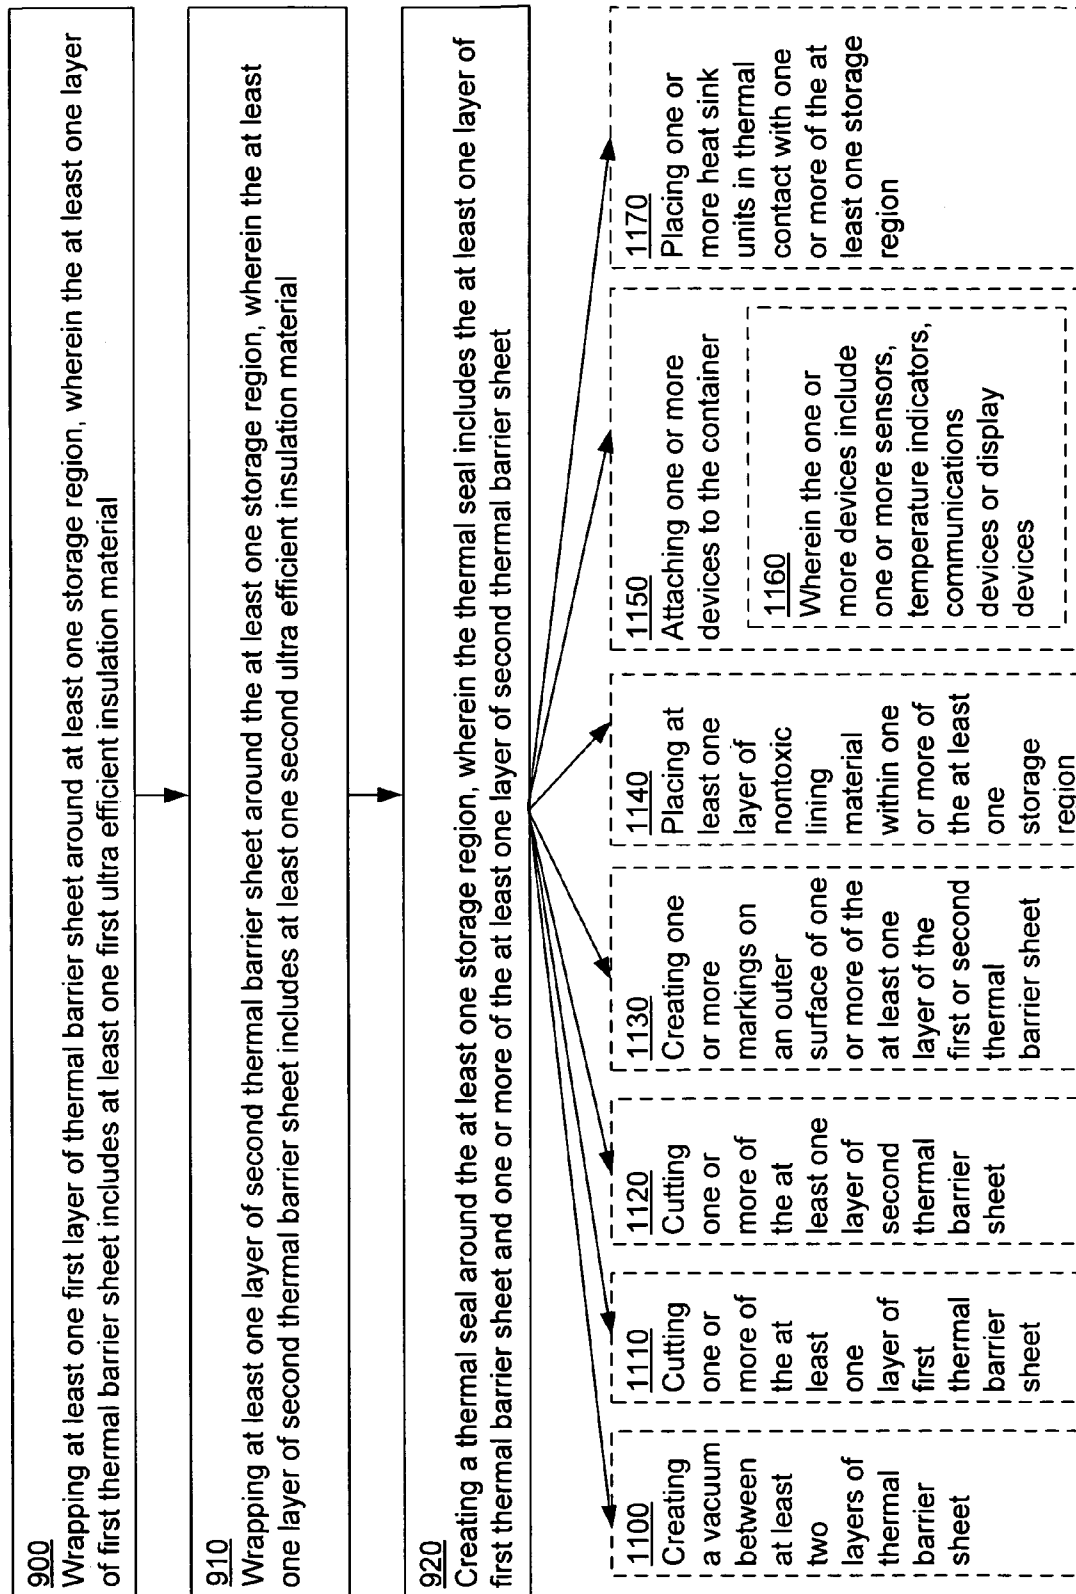 900
Wrapping at least one first layer of thermal barrier sheet around at least one storage region, wherein the at least one layer
of first thermal barrier sheet includes at least one first ultra efficient insulation material
910
Wrapping at least one layer of second thermal barrier sheet around the at least one storage region, wherein the at least
one layer of second thermal barrier sheet includes at least one second ultra efficient insulation material
920
Creating a thermal seal around the at least one storage region, wherein the thermal seal includes the at least one layer of
first thermal barrier sheet and one or more of the at least one layer of second thermal barrier sheet
1100
Creating
a vacuum
between
at least
two
layers of
thermal
barrier
sheet
1110
Cutting
one or
more of
the at
least
one
layer of
first
thermal
barrier
sheet
1120
Cutting
one or
more of
the at
least one
layer of
second
thermal
barrier
sheet
1130
Creating one
or more
markings on
an outer
surface of one
or more of the
at least one
layer of the
first or second
thermal
barrier sheet
1140
Placing at
least one
layer of
nontoxic
lining
material
within one
or more of
the at least
one
storage
region
1150
Attaching one or more
devices to the container
1160
Wherein the one or
more devices include
one or more sensors,
temperature indicators,
communications
devices or display
devices
1170
Placing one or
more heat sink
units in thermal
contact with one
or more of the at
least one storage
region